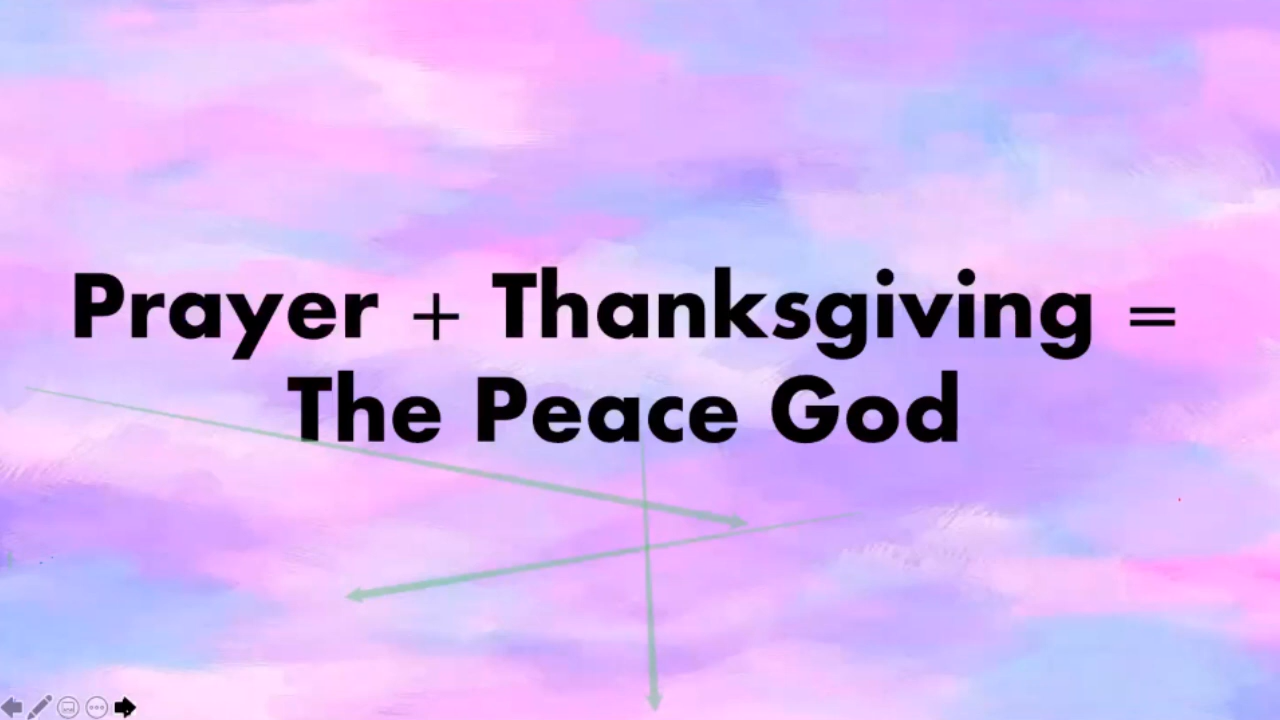 Prayer + Thanksgiving =
The Peace God